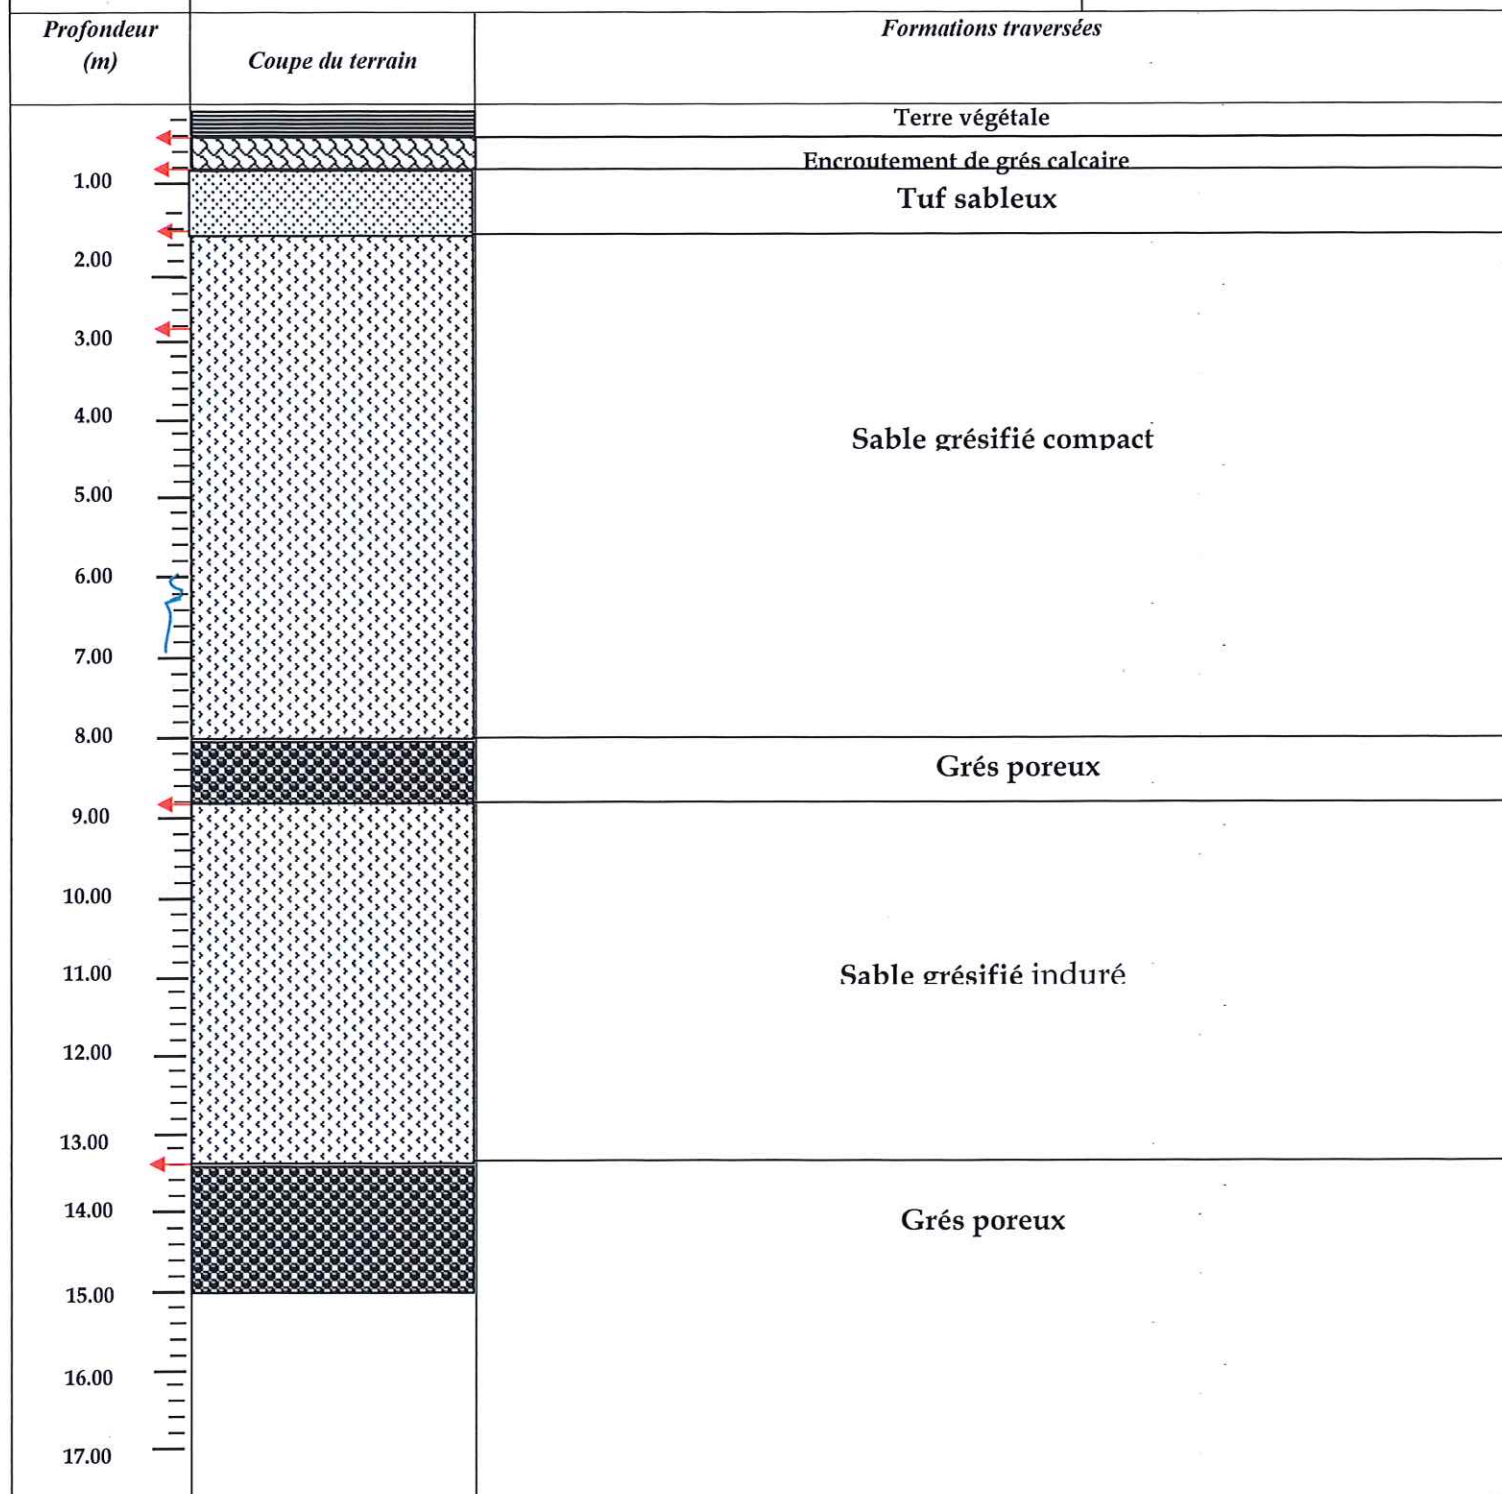 Profondeur
(m)
Coupe du terrain
Formations traversées
Terre végétale
Encroutement de grés calcaire
1.00
Tuf sableux
2.00
3.00
4.00
Sable grésifié compact
5.00
6.00
7.00
8.00
Grés poreux
9.00
10.00
11.00
Sable grésifié induré
12.00
13.00
14.00
Grés poreux
15.00
16.00
17.00